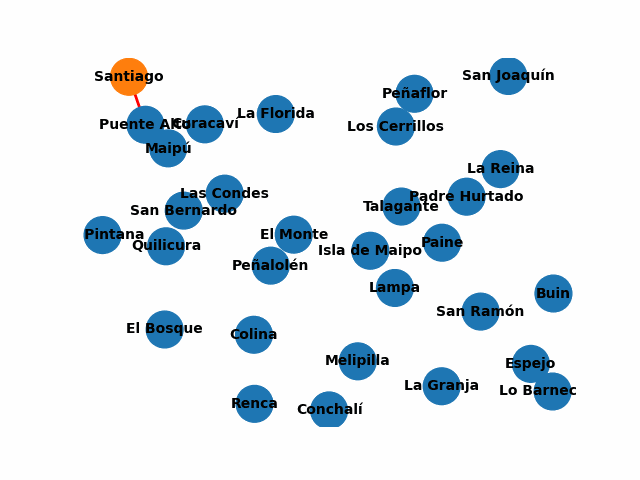 Santiago
San Joaquín
Peñaflor
La Florida
Puente Alto
Curacaví
Los Cerrillos
Maipú
La Reina
Las Condes
Padre Hurtado
Talagante
San Bernardo
Pintana
El Monte
Quilicura
Paine
Isla de Maipo
Peñalolén
Lampa
Buin
San Ramón
El Bosque
Colina
Melipilla
Espejo
La Granja
Lo Barnec
Renca
Conchalí